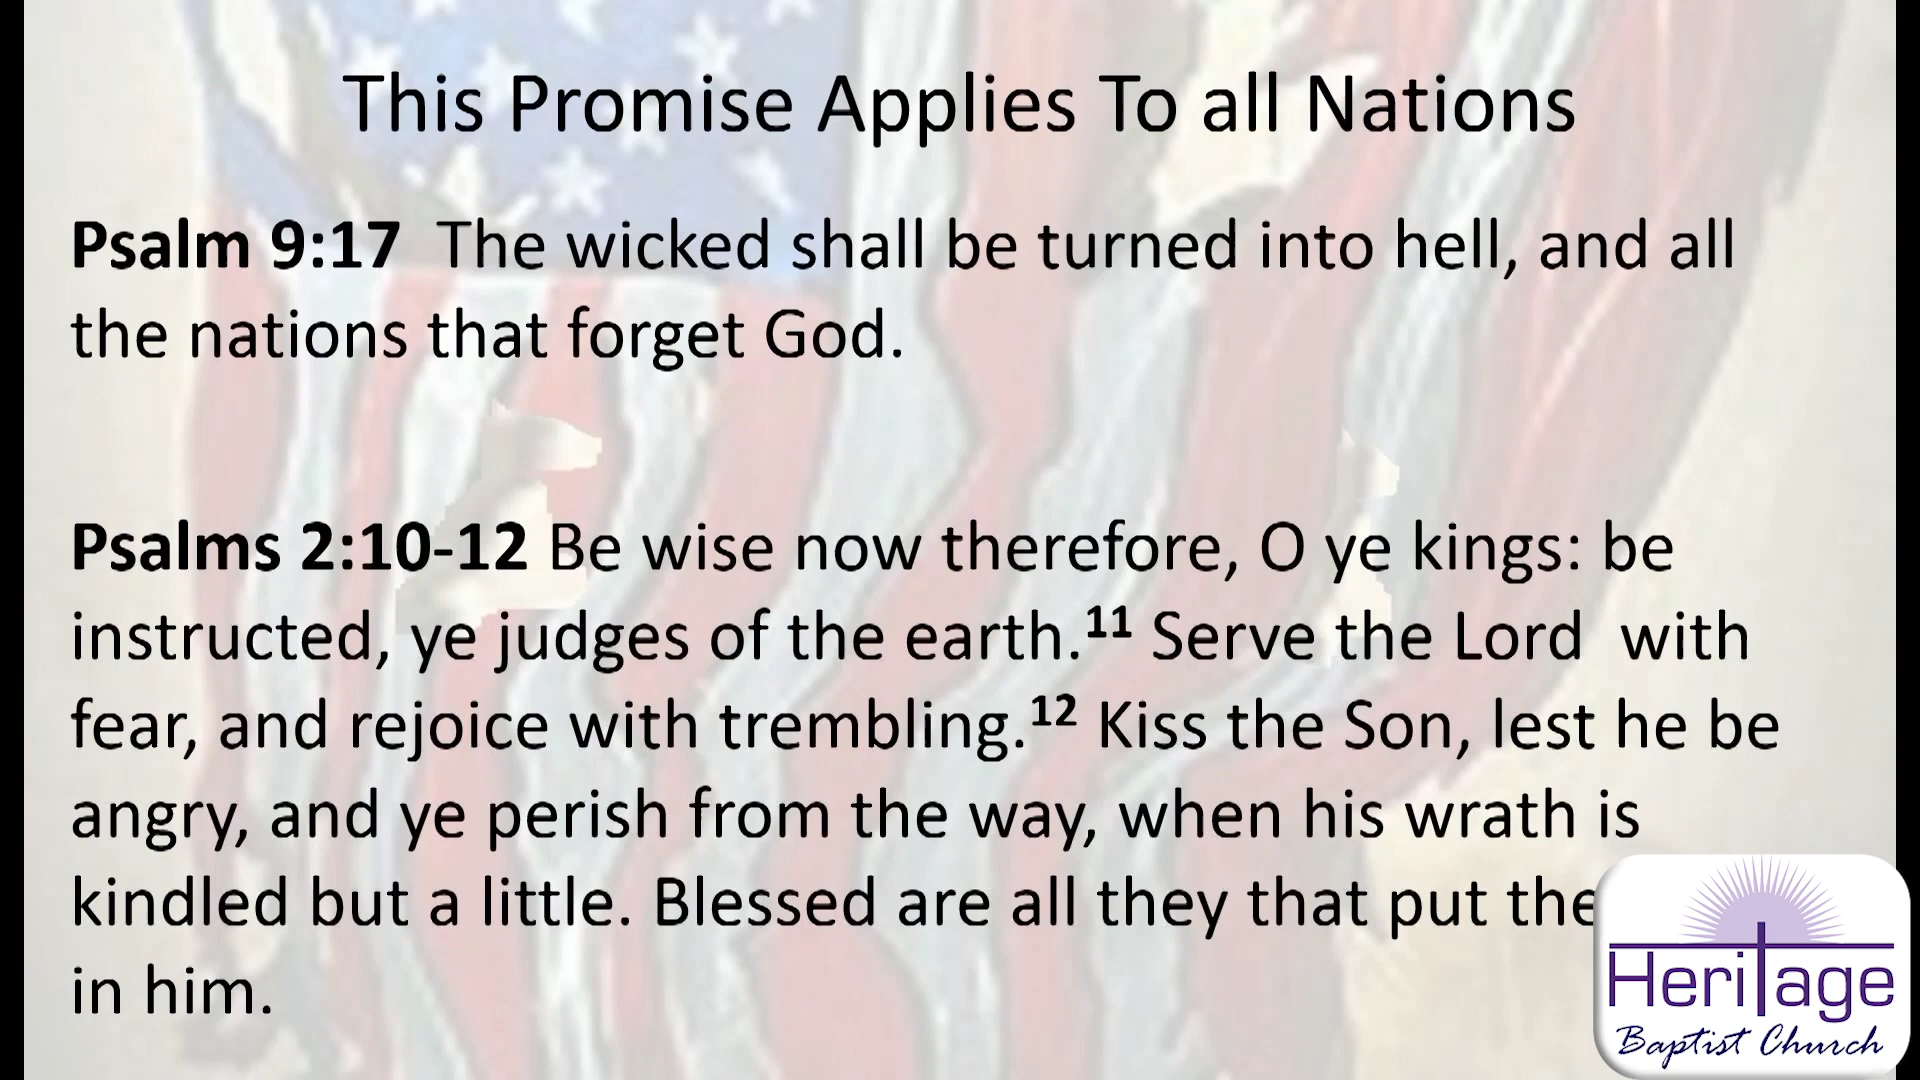 This Promise Applies To all Nations
Psalm 9:17 The wicked shall be turned into hell, and all
the nations that forget God.
Psalms 2:10-12 Be wise now therefore, O ye kings: be
instructed, ye judges of the earth.11 Serve the Lord with
fear, and rejoice with trembling.12 Kiss the Son, lest he be
angry, and ye perish from the way, when his wrath is
kindled but a little. Blessed are all they that put
in him.
Heritage
Baptist Church